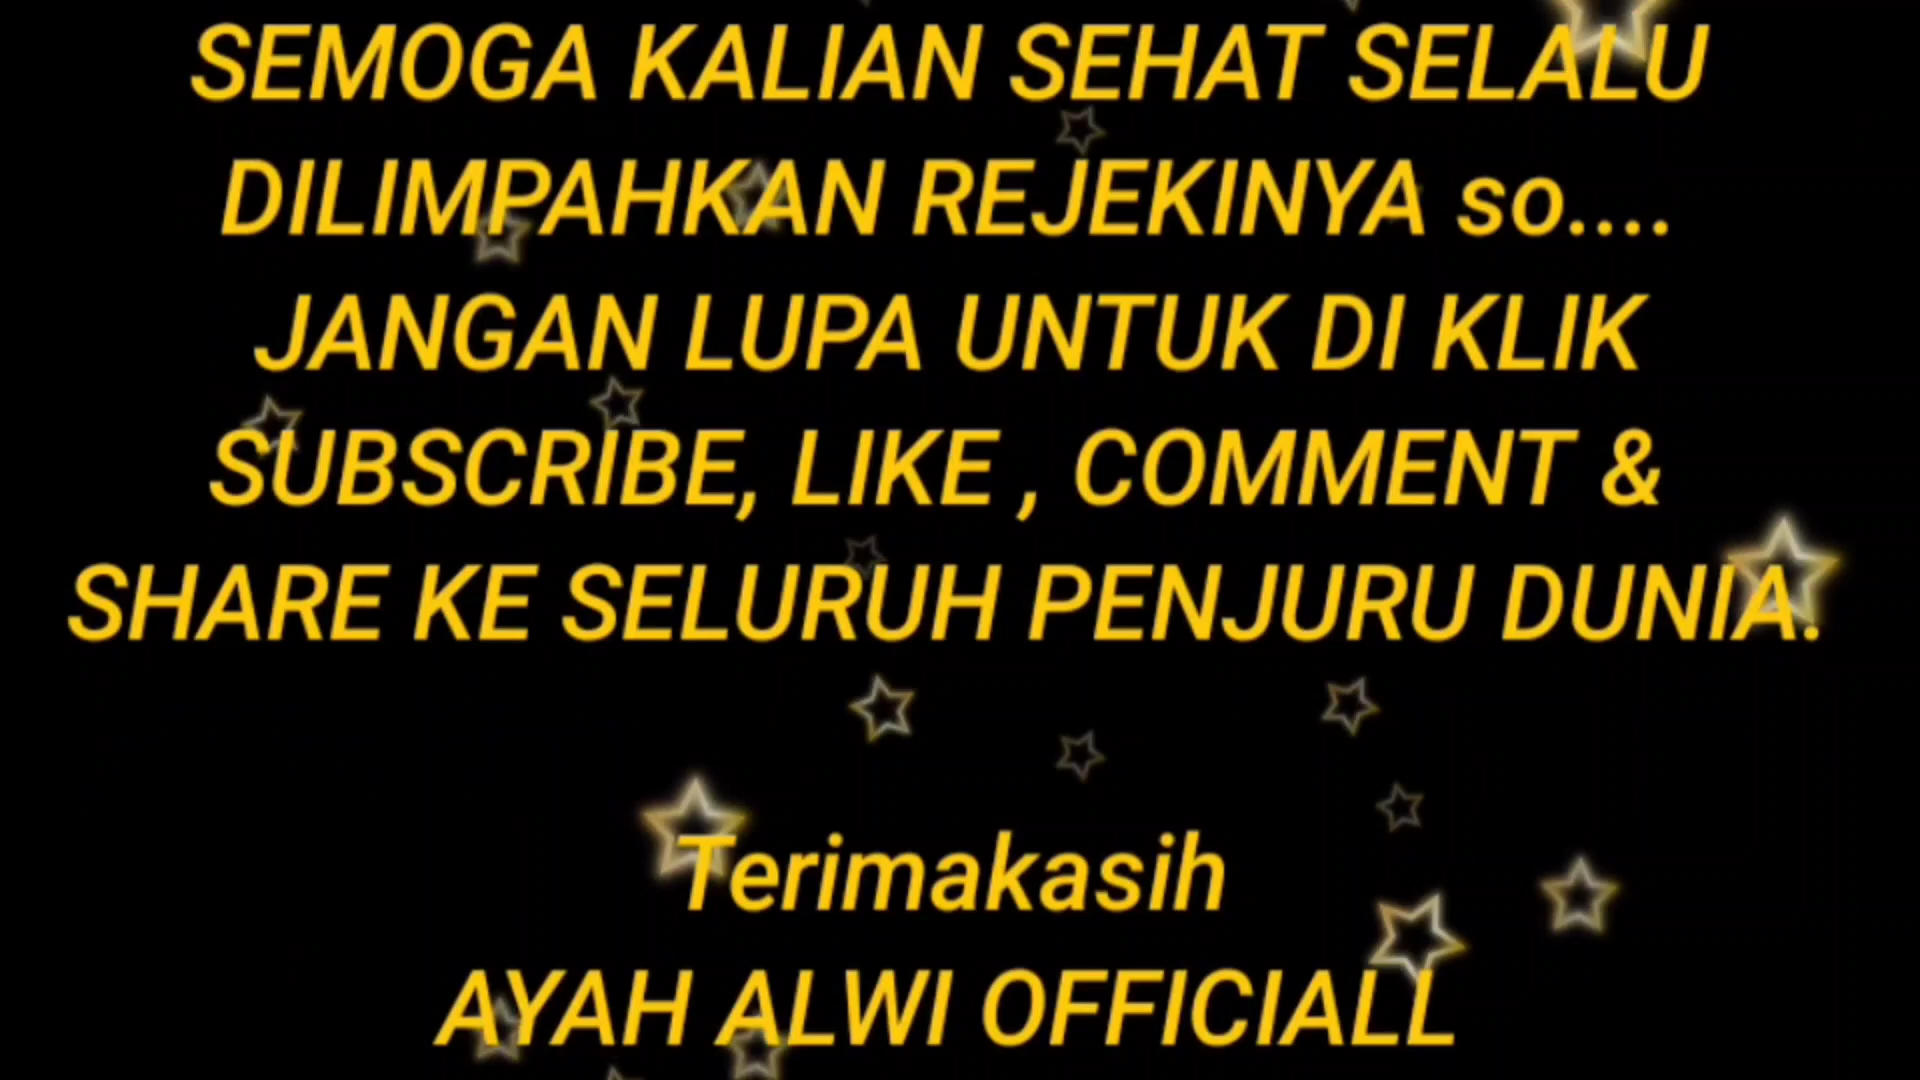 SEMOGA KALIAN SEHAT SELALU
DILIMPAHKAN REJEKINYA so....
JANGAN LUPA UNTUK DI KLIK
SUBSCRIBE, LIKE , COMMENT &
SHARE KE SELURUH PENJURU DUNIA.
Terimakasih
AYAH ALWI OFFICIALL